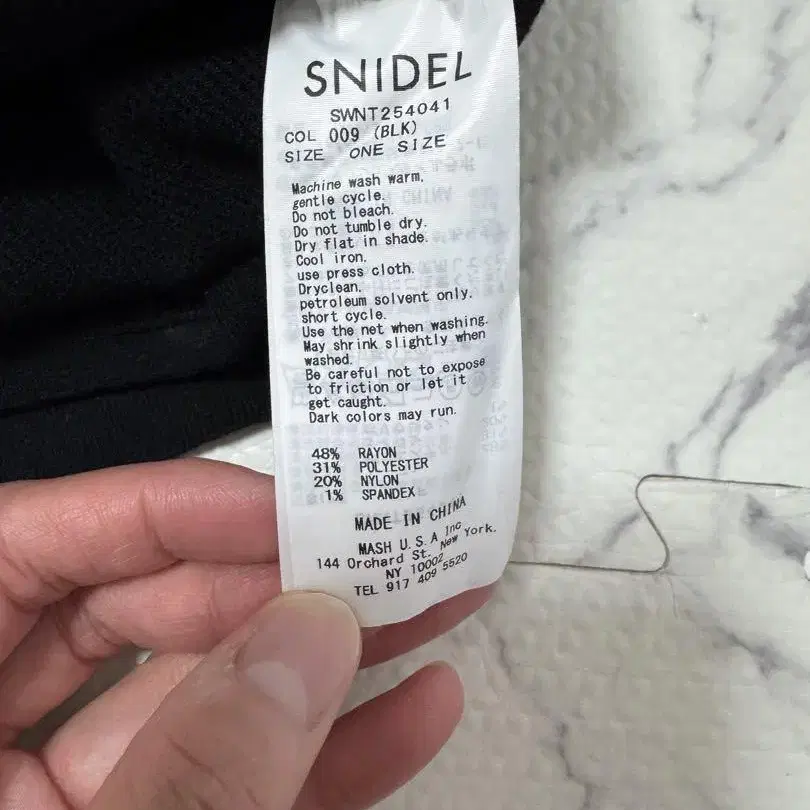 SNIDEL
SWNT254041
COL 009 (BLK)
SIZE ONE SIZE
Machine wash warm.
gentle cycle.
Do not bleach.
Do not tumble dry.
Dry flat in shade.
Cool iron.
use press cloth.
Dryclean.
petroleum solvent only.
short cycle.
Use the net when washing.
May shrink slightly when
washed.
Be careful not to expose
to friction or let it
get caught.
Dark colors may run.
48% RAYON
31% POLYESTER
20% NYLON
1% SPANDEX
MADE IN CHINA
MASH U.S.A Inc
144 Orchard St. New York.
NY 10002
TEL 917 409 5520